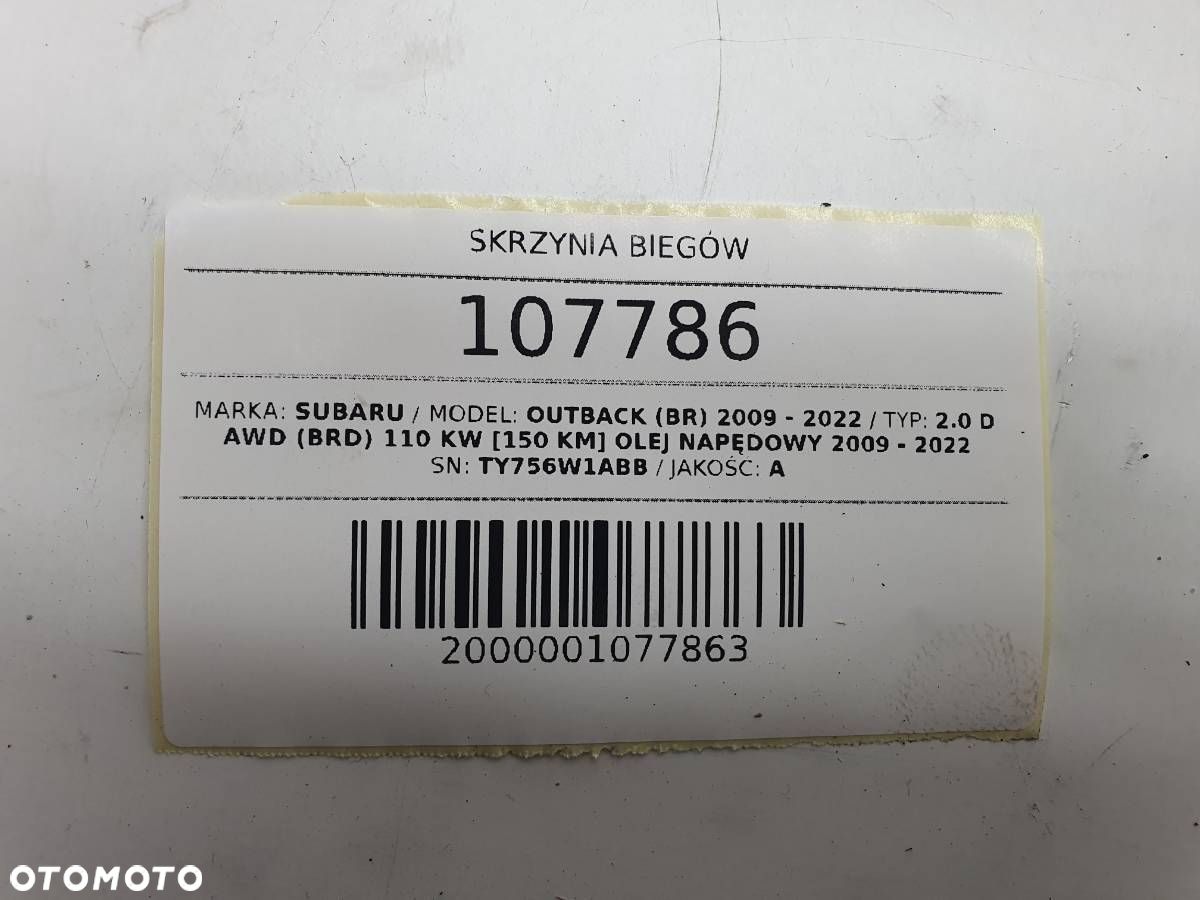 SKRZYNIA BIEGÓW
107786
MARKA: SUBARU / MODEL: OUTBACK (BR) 2009 - 2022 / TYP: 2.0 D
AWD (BRD) 110 KW [150 KM] OLEJ NAPĘDOWY 2009 - 2022
SN: TY756W1ABB / JAKOŚĆ: A
2000001077863
OTOMOTO